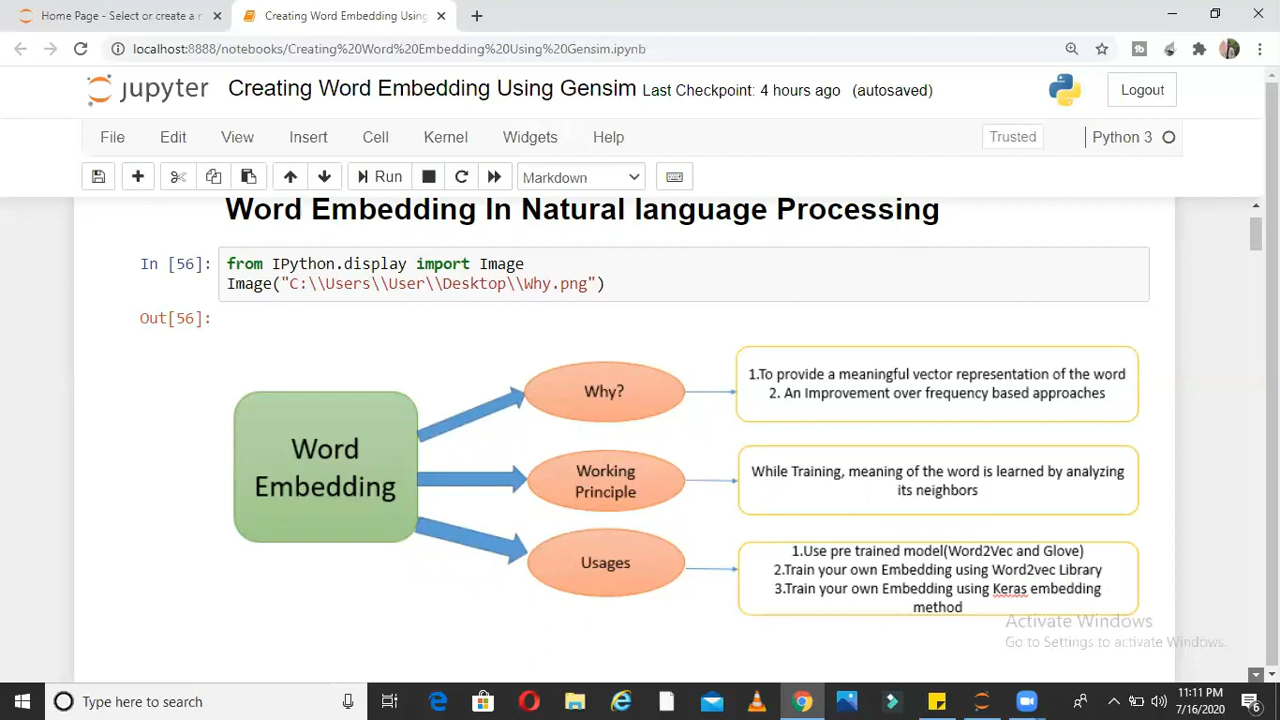 Home Page - Select or create a n
Creating Word Embedding Using
localhost:8888/notebooks/Creating%20Word%20Embedding%20Using%20Gensim.ipynb
jupyter Creating Word Embedding Using Gensim Last Checkpoint: 4 hours ago (autosaved)
Logout
File Edit View Insert Cell Kernel Widgets Help
Trusted
Python 3
Run
Markdown
Word Embedding In Natural language Processing
In [56]: from IPython.display import Image
Image("C:\\Users\\User\\Desktop\\Why.png")
Out[56]:
Word
Embedding
Why?
1.To provide a meaningful vector representation of the word
2. An Improvement over frequency based approaches
Working
Principle
While Training, meaning of the word is learned by analyzing
its neighbors
Usages
1.Use pre trained model(Word2Vec and Glove)
2.Train your own Embedding using Word2vec Library
3.Train your own Embedding using Keras embedding
method
Activate Windows
Go to Settings to activate Windows.
Type here to search
11:11 PM
7/16/2020
6